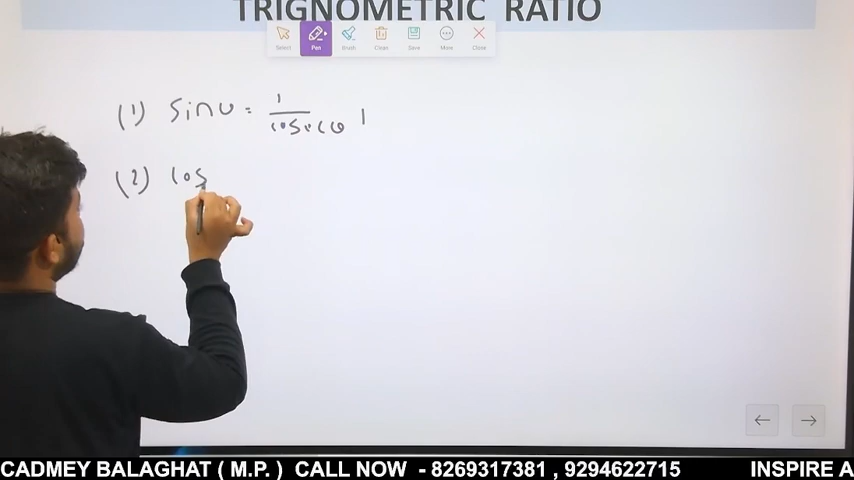 TRIGNOMETRIC RATIO
Select Pen Brush Clean Save More Close
(1) sinθ = 1/cosecθ 1
(2) cos
CADMEY BALAGHAT ( M.P. ) CALL NOW - 8269317381 , 9294622715 INSPIRE A